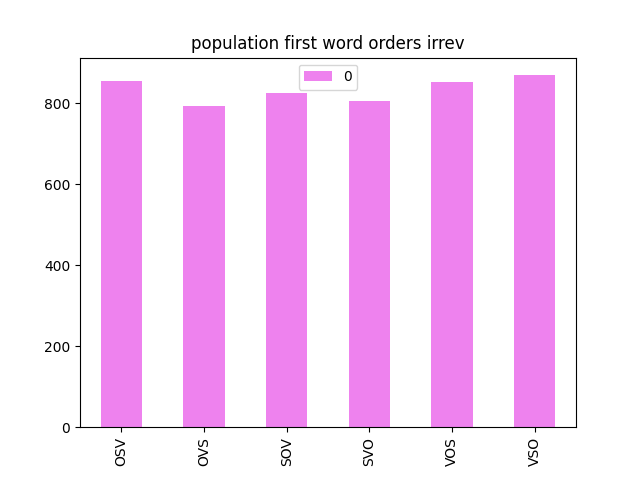 population first word orders irrev
0
800
600
400
200
0
OSV
OVS
SOV
SVO
VOS
VSO